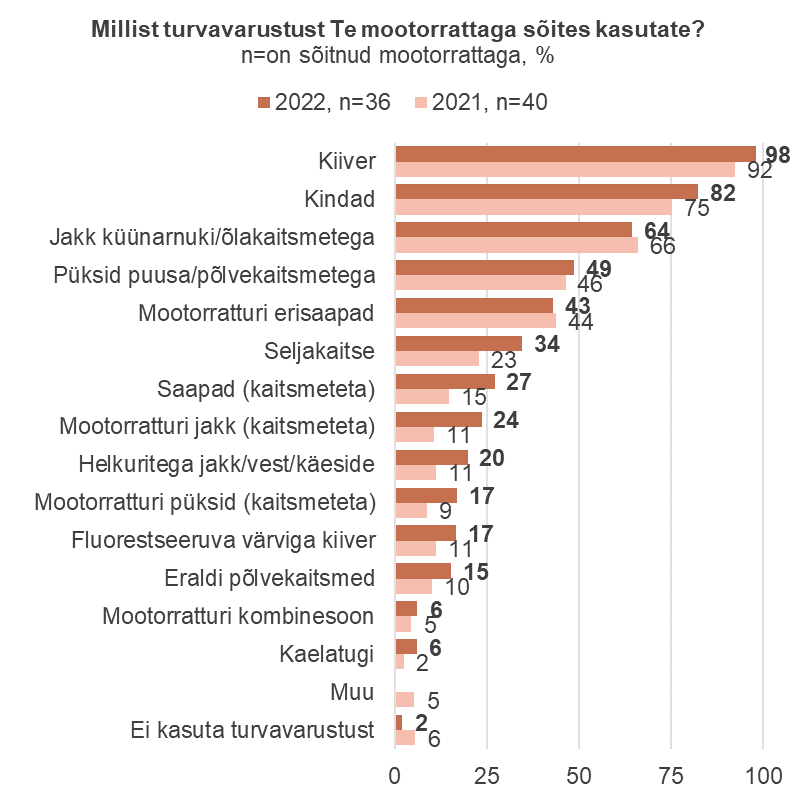 Millist turvavarustust Te mootorrattaga sõites kasutate?
n=on sõitnud mootorrattaga, %
2022, n=36 2021, n=40
Kiiver 98 92
Kindad 82 75
Jakk küünarnuki/õlakaitsmetega 64 66
Püksid puusa/põlvekaitsmetega 49 46
Mootorratturi erisaapad 43 44
Seljakaitse 34 23
Saapad (kaitsmeteta) 27 15
Mootorratturi jakk (kaitsmeteta) 24 11
Helkuritega jakk/vest/käeside 20 11
Mootorratturi püksid (kaitsmeteta) 17 9
Fluorestseeruva värviga kiiver 17 11
Eraldi põlvekaitsmed 15 10
Mootorratturi kombinesoon 6 5
Kaelatugi 6 2
Muu 5
Ei kasuta turvavarustust 2 6
0 25 50 75 100